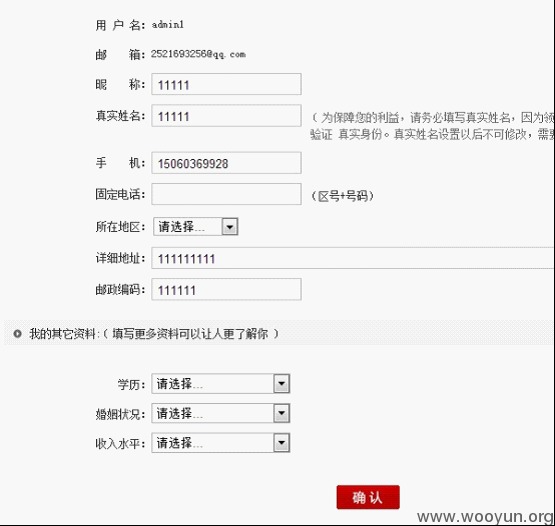 用 户 名: admin1
邮 箱: 2521693256@qq.com
昵 称: 11111
真实姓名: 11111 ( 为保障您的利益，请务必填写真实姓名，因为领
验证 真实身份。真实姓名设置以后不可修改，需要
手 机: 15060369928
固定电话: (区号+号码)
所在地区: 请选择...
详细地址: 111111111
邮政编码: 111111
我的其它资料:( 填写更多资料可以让人更了解你 )
学历: 请选择...
婚姻状况: 请选择...
收入水平: 请选择...
确 认
www.wooyun.org